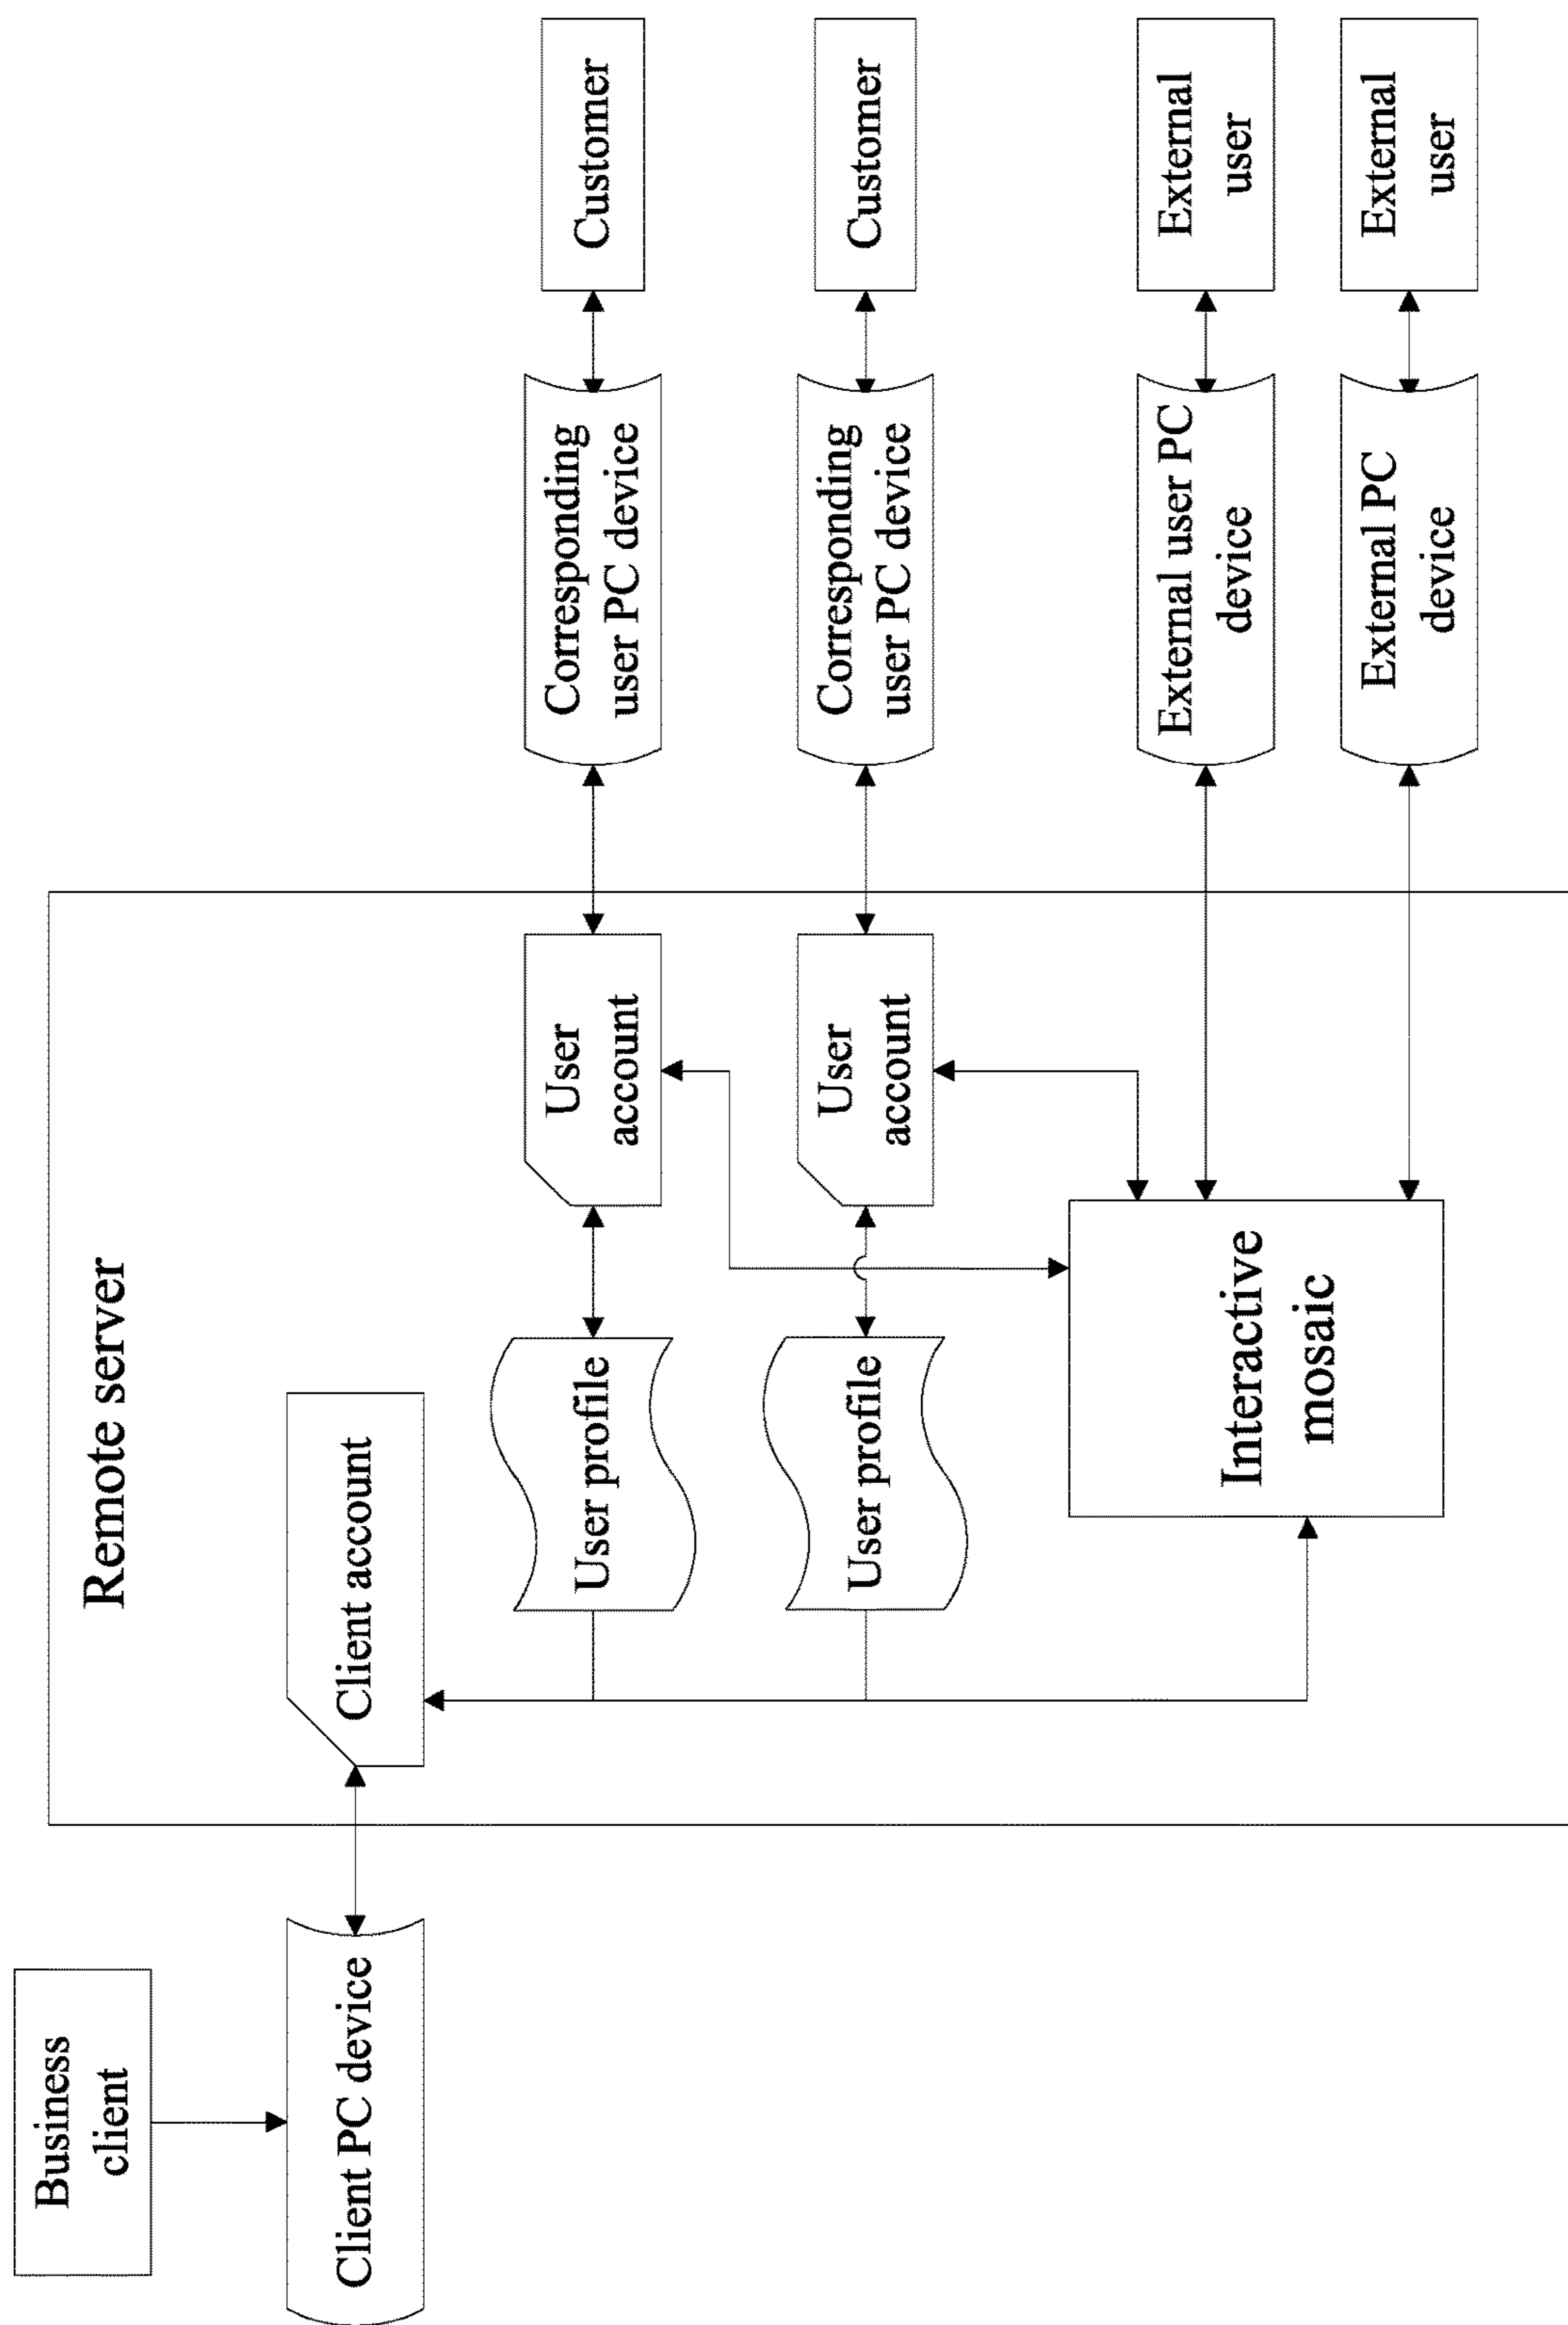 Business
client
Client PC device
Remote server
Client account
User profile
User
account
Corresponding
user PC device
Customer
User profile
User
account
Corresponding
user PC device
Customer
Interactive
mosaic
External user PC
device
External
user
External PC
device
External
user